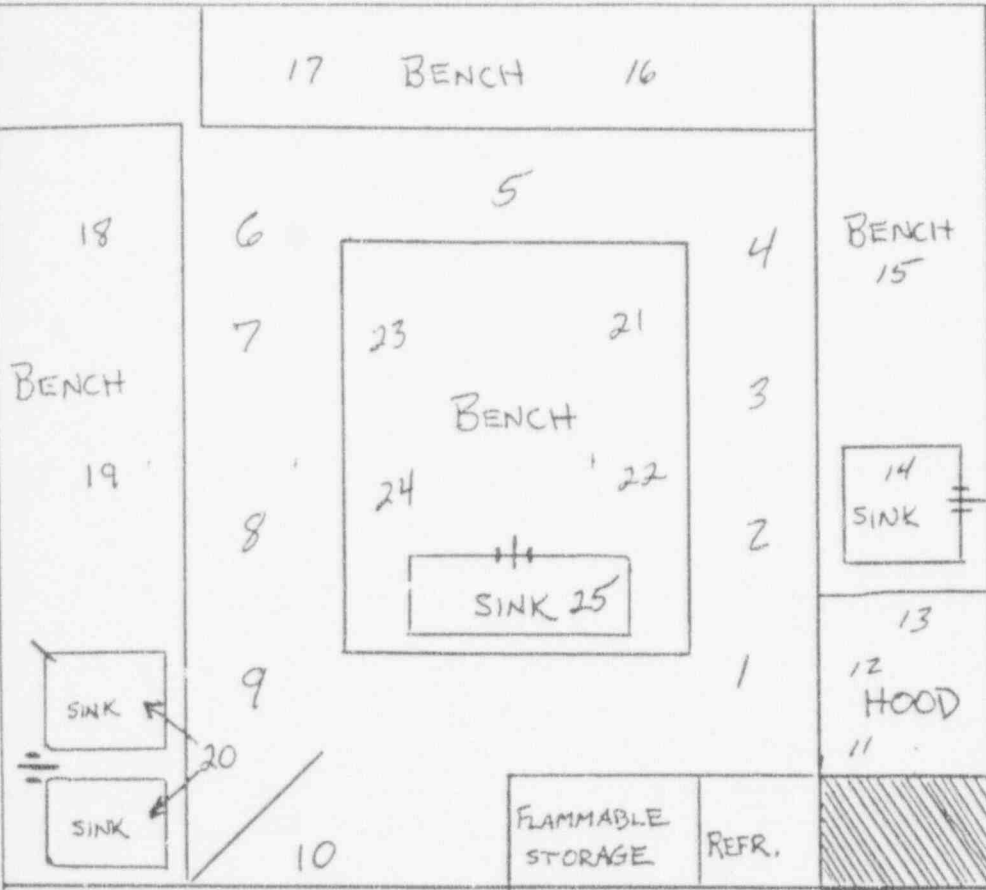 17 BENCH 16
5
18 6 4 BENCH
15
7 23 21
BENCH 3
BENCH
19 24 22 14
SINK
8 2
SINK 25
13
9 1 12
HOOD
SINK
20 11
SINK
FLAMMABLE
STORAGE
REFR.
10